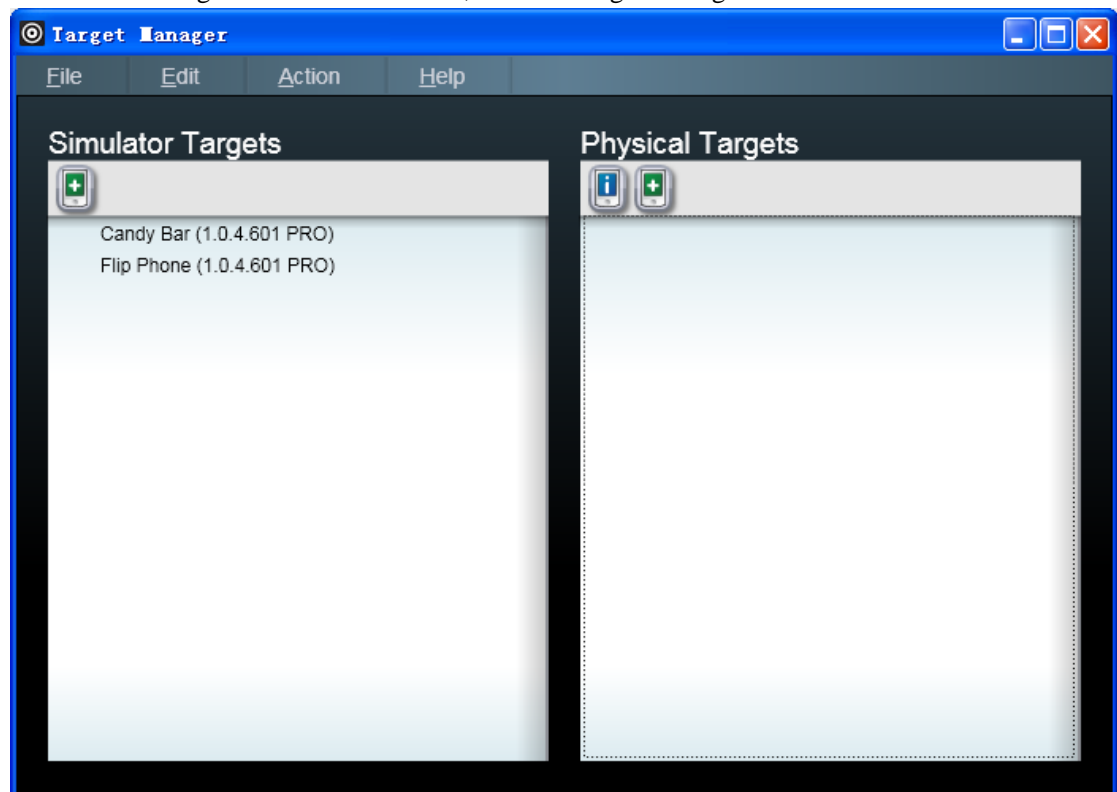 Target Manager
File Edit Action Help
Simulator Targets
Candy Bar (1.0.4.601 PRO)
Flip Phone (1.0.4.601 PRO)
Physical Targets